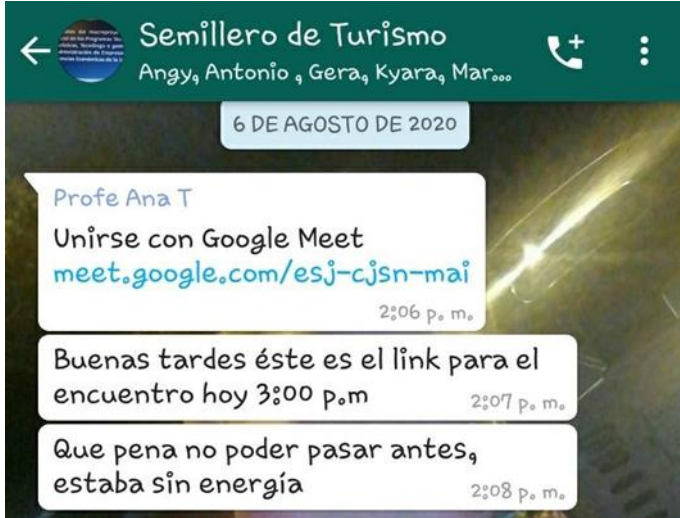 Semillero de Turismo
Angy, Antonio , Gera, Kyara, Mar...
6 DE AGOSTO DE 2020
Profe Ana T
Unirse con Google Meet
meet.google.com/esj-cjsn-mai
2:06 p. m.
Buenas tardes éste es el link para el
encuentro hoy 3:00 p.m
2:07 p. m.
Que pena no poder pasar antes,
estaba sin energía
2:08 p. m.